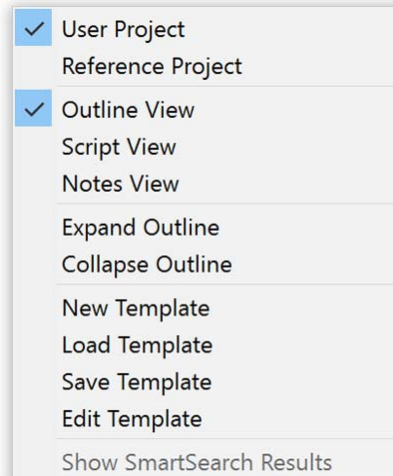 User Project
Reference Project
Outline View
Script View
Notes View
Expand Outline
Collapse Outline
New Template
Load Template
Save Template
Edit Template
Show SmartSearch Results